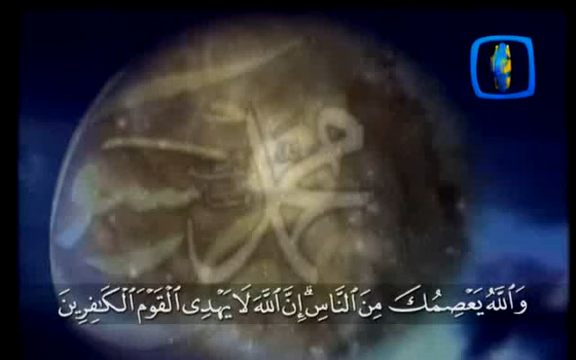 محمد
وَٱللَّهُ يَعْصِمُكَ مِنَ ٱلنَّاسِ ۗ إِنَّ ٱللَّهَ لَا يَهْدِى ٱلْقَوْمَ ٱلْكَٰفِرِينَ